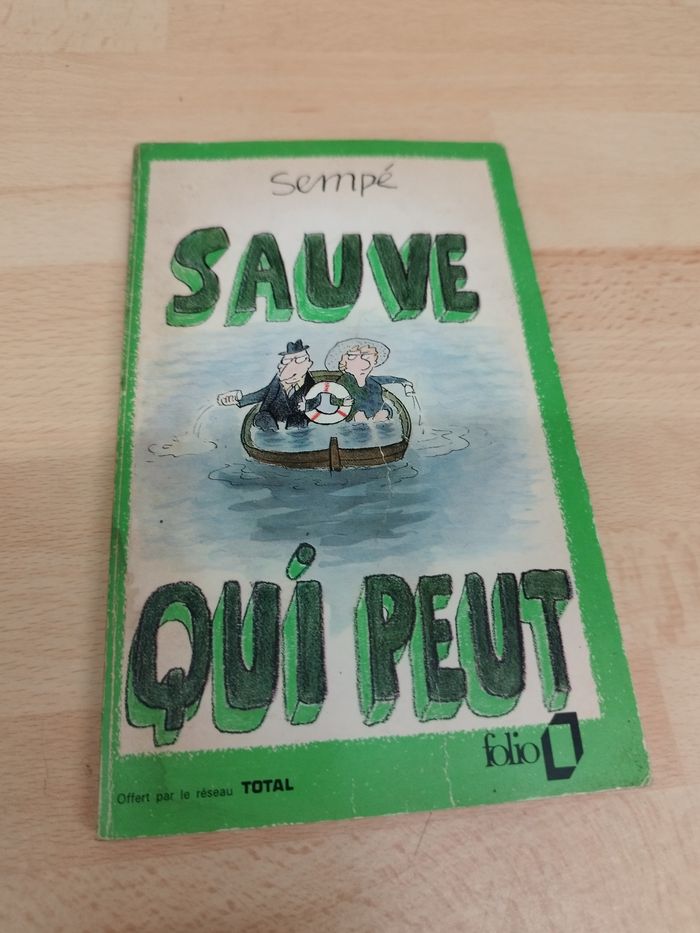 Sempé
SAUVE
QUI PEUT
folio
Offert par le réseau TOTAL